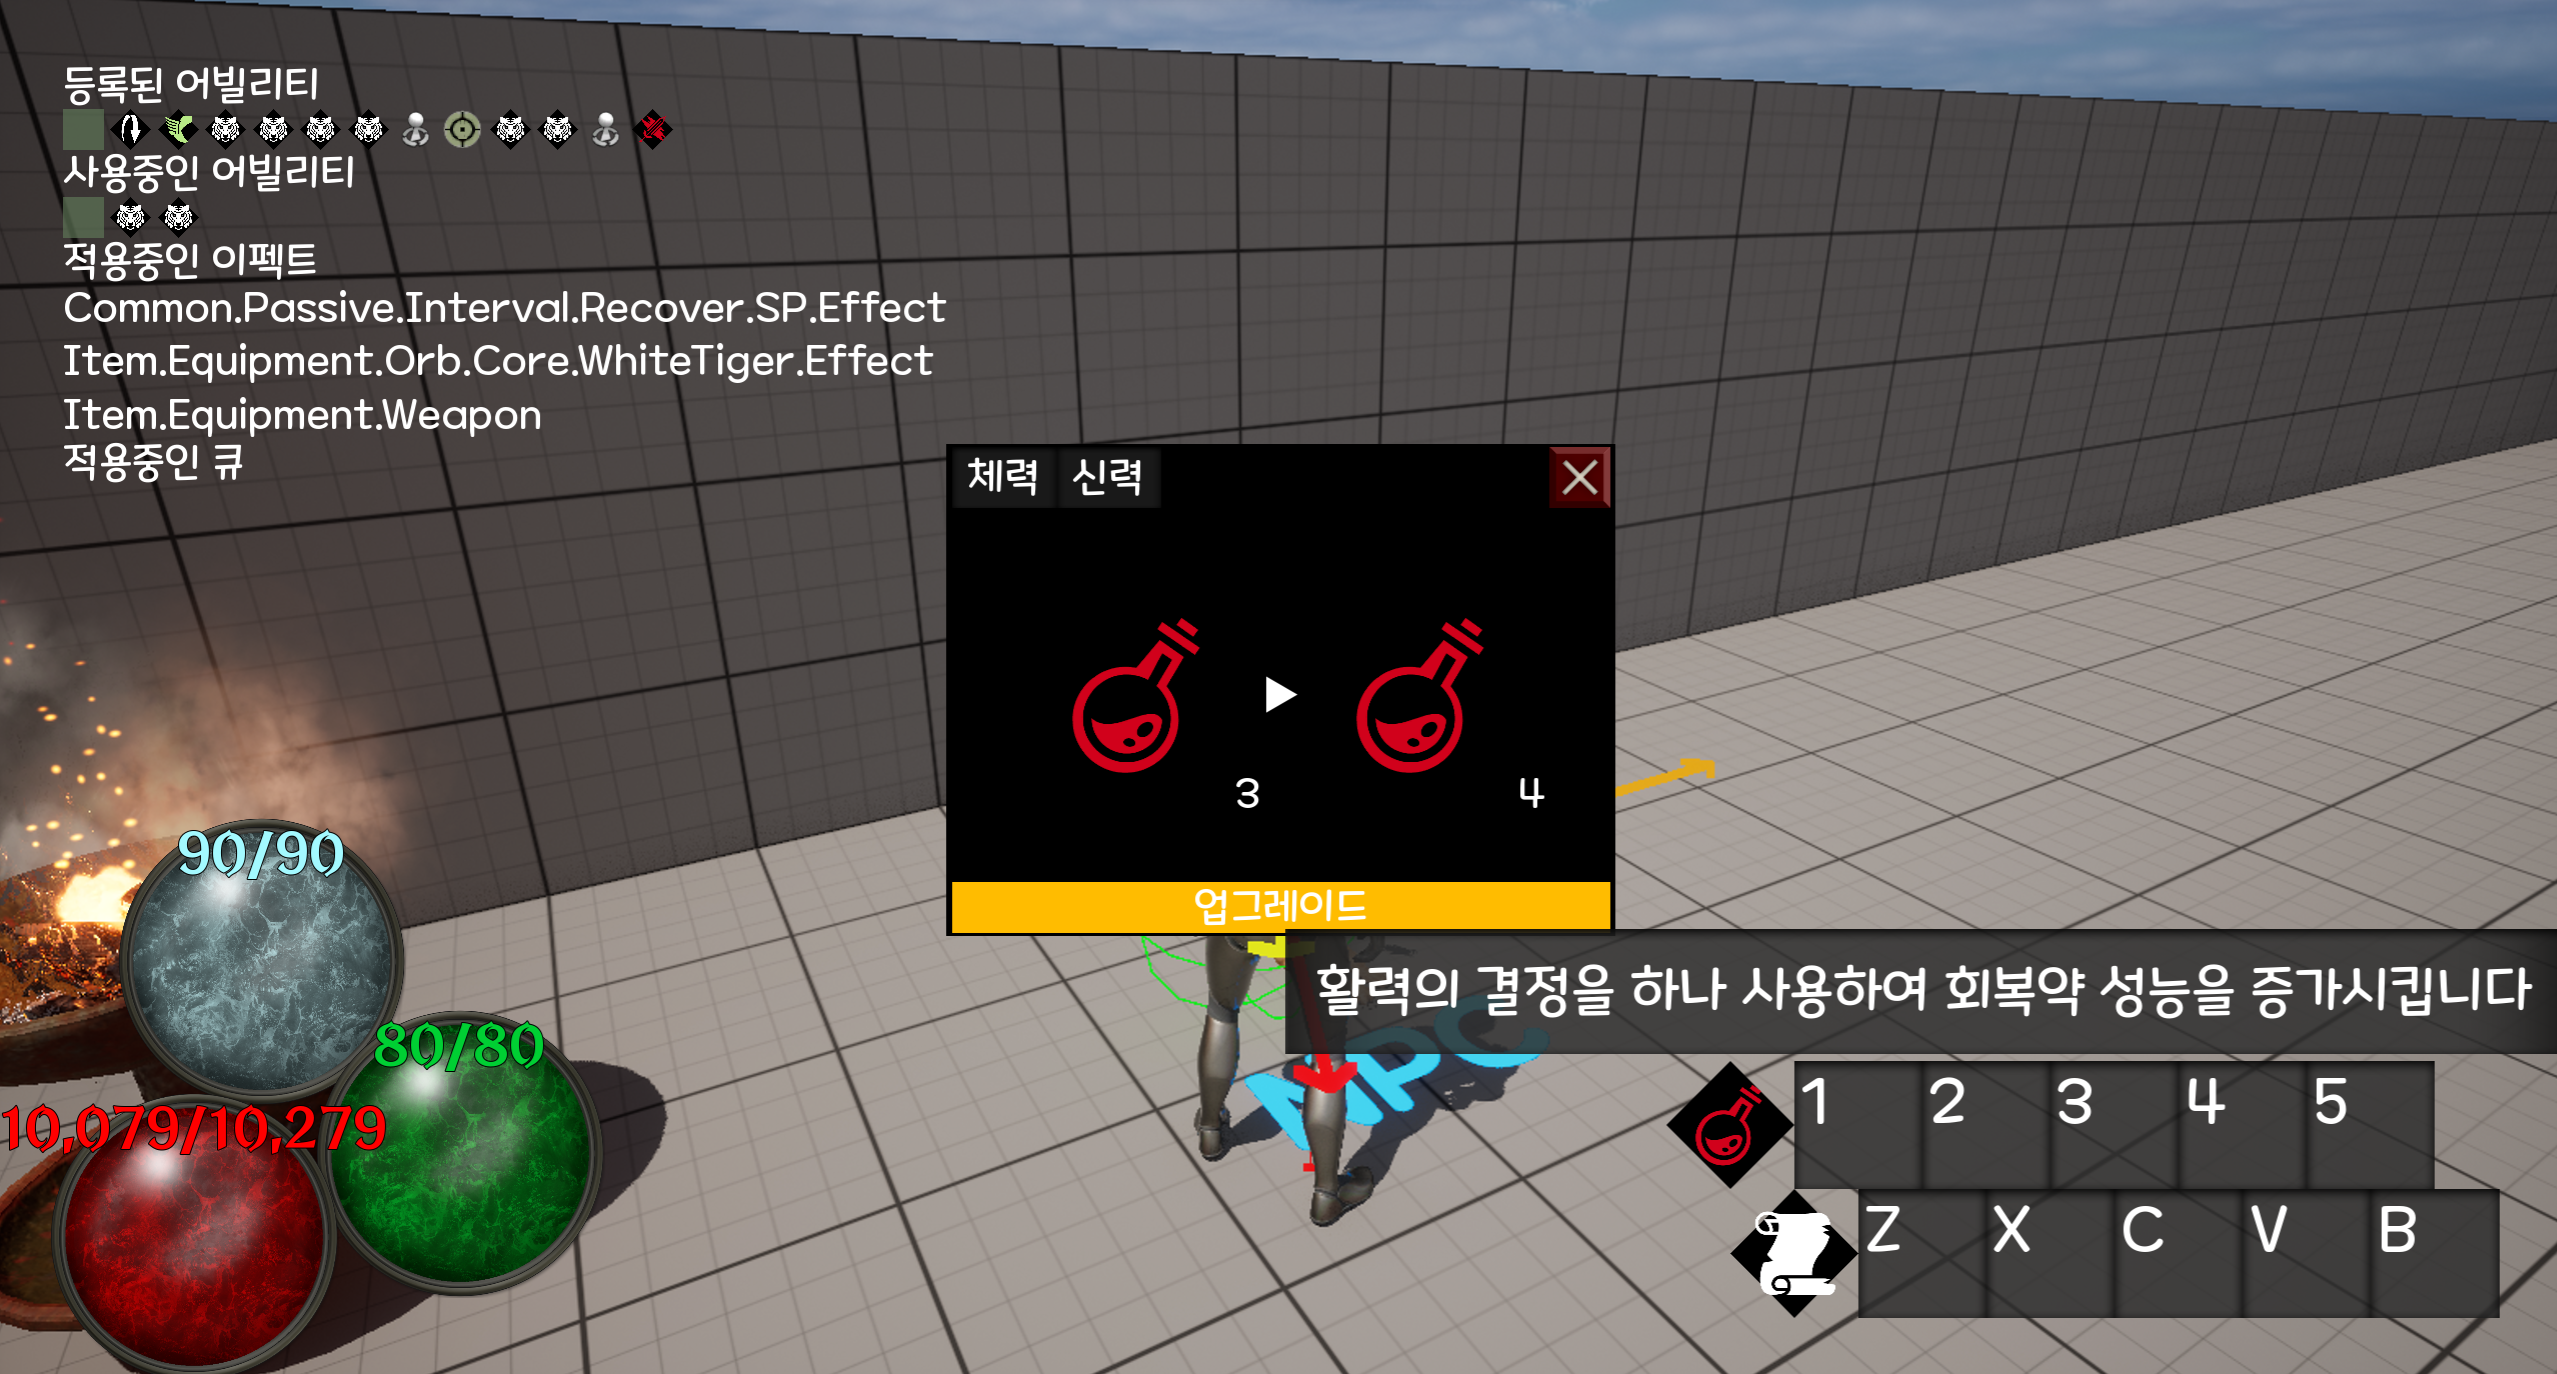 등록된 어빌리티
사용중인 어빌리티
적용중인 이펙트
Common.Passive.Interval.Recover.SP.Effect
Item.Equipment.Orb.Core.WhiteTiger.Effect
Item.Equipment.Weapon
적용중인 큐
체력 신력
3 4
업그레이드
활력의 결정을 하나 사용하여 회복약 성능을 증가시킵니다
90/90
80/80
10,079/10,279
NPC
1 2 3 4 5
Z X C V B